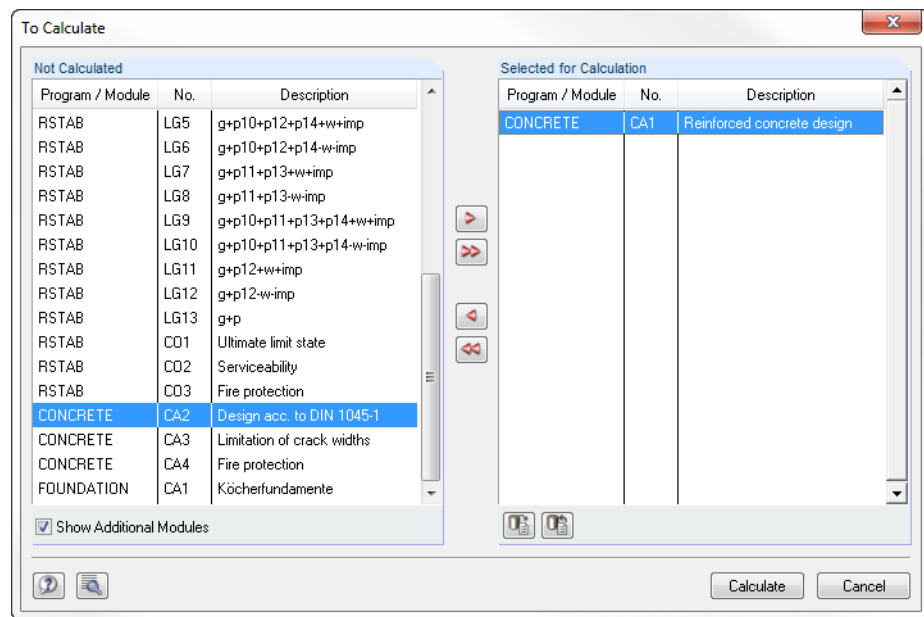 To Calculate
Not Calculated
Program / Module No. Description
RSTAB LG5 g+p10+p12+p14+w+imp
RSTAB LG6 g+p10+p12+p14-w-imp
RSTAB LG7 g+p11+p13+w+imp
RSTAB LG8 g+p11+p13-w-imp
RSTAB LG9 g+p10+p11+p13+p14+w+imp
RSTAB LG10 g+p10+p11+p13+p14-w-imp
RSTAB LG11 g+p12+w+imp
RSTAB LG12 g+p12-w-imp
RSTAB LG13 g+p
RSTAB CO1 Ultimate limit state
RSTAB CO2 Serviceability
RSTAB CO3 Fire protection
CONCRETE CA2 Design acc. to DIN 1045-1
CONCRETE CA3 Limitation of crack widths
CONCRETE CA4 Fire protection
FOUNDATION CA1 Köcherfundamente
Show Additional Modules
Selected for Calculation
Program / Module No. Description
CONCRETE CA1 Reinforced concrete design
Calculate
Cancel